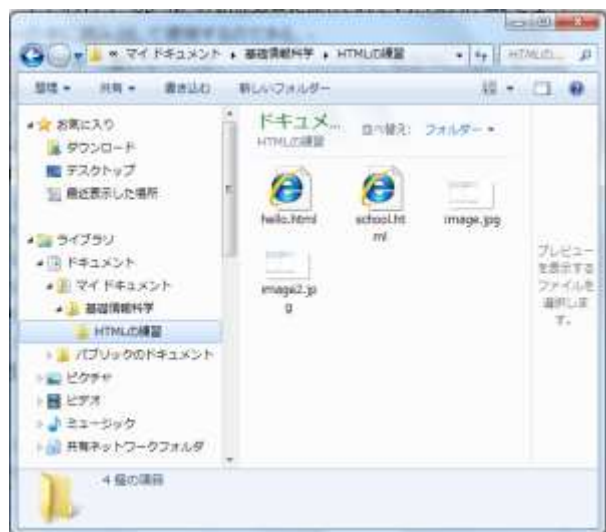 « マイ ドキュメント ▸ 基礎情報科学 ▸ HTMLの練習
HTMLの...
整理 ▼ 共有 ▼ 書き込む 新しいフォルダー
お気に入り
ダウンロード
デスクトップ
最近表示した場所
ライブラリ
ドキュメント
マイ ドキュメント
基礎情報科学
HTMLの練習
パブリックのドキュメント
ピクチャ
ビデオ
ミュージック
共有ネットワークフォルダ
ドキュメ...
HTMLの練習
並べ替え: フォルダー ▼
hello.html
school.ht
ml
image.jpg
image2.jp
g
プレビュー
を表示する
ファイルを
選択しま
す。
4 個の項目